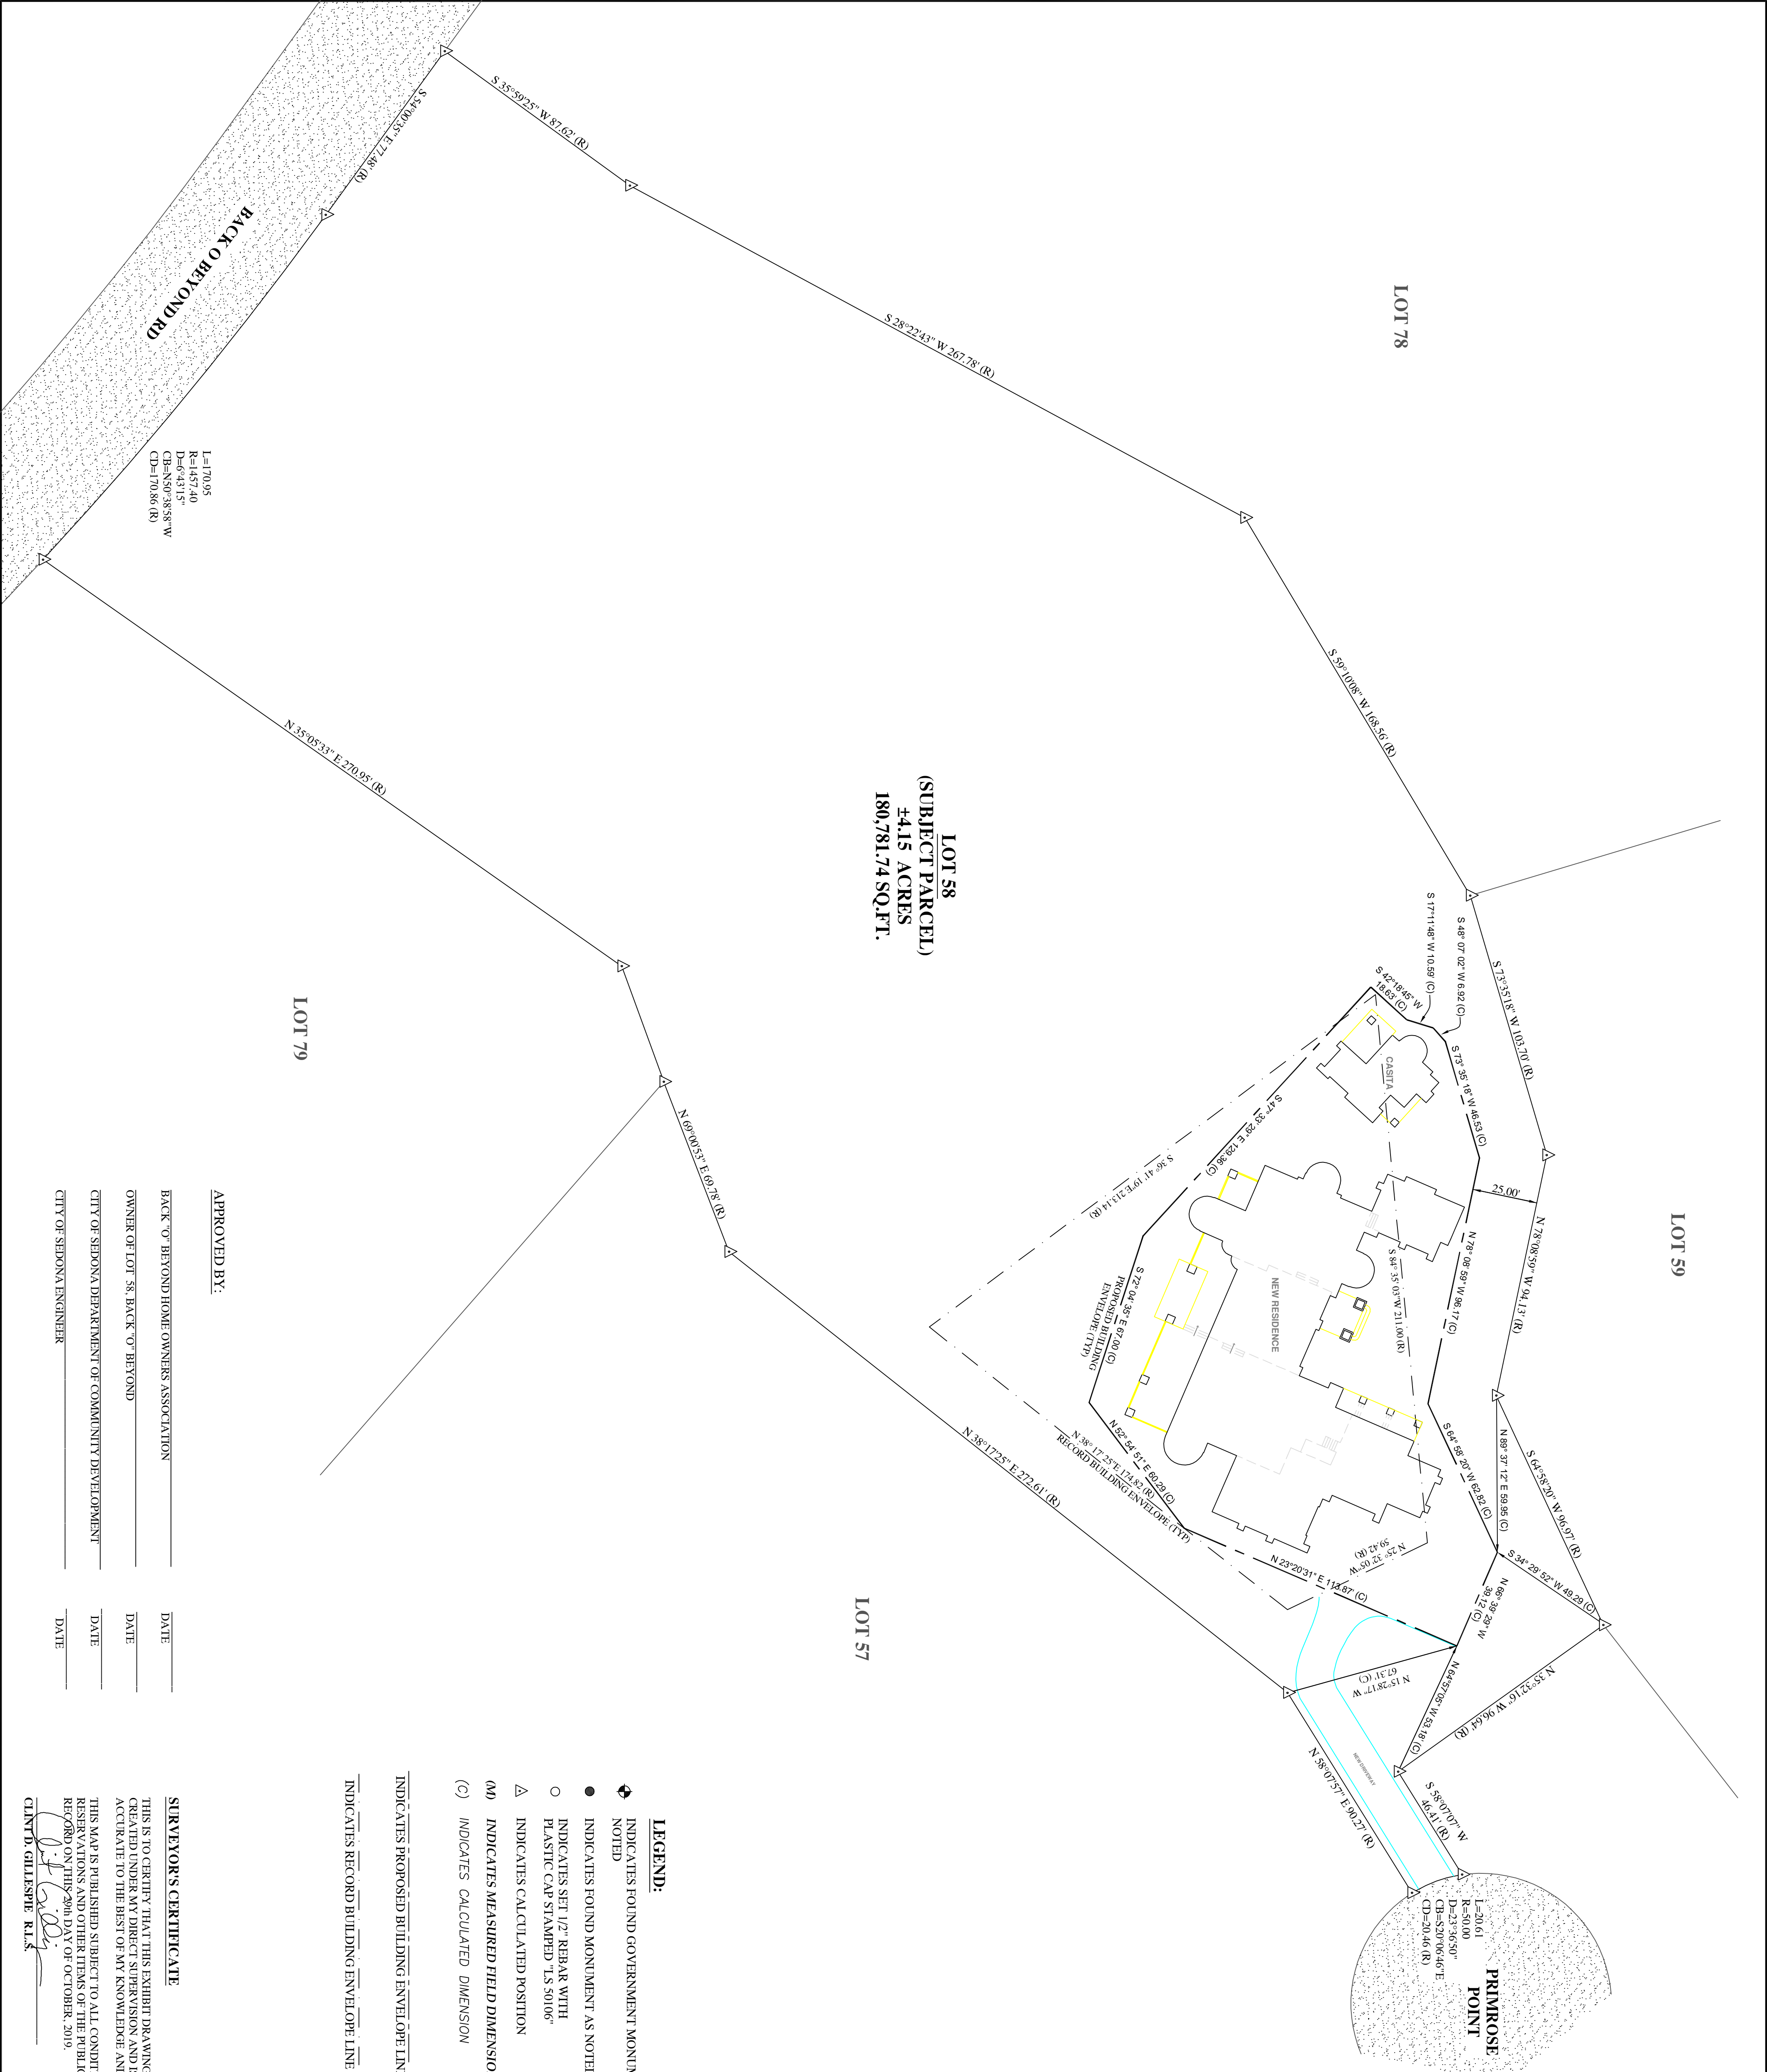 LOT 78
LOT 59
LOT 79
LOT 57
LOT 58
(SUBJECT PARCEL)
±4.15 ACRES
180,781.74 SQ.FT.
BACK O BEYOND RD
PRIMROSE
POINT
S 54°00'35" E 77.48' (R)
S 35°59'25" W 87.62' (R)
S 28°22'43" W 267.78' (R)
S 59°10'08" W 168.56' (R)
S 73°35'18" W 103.70' (R)
N 78°08'59" W 94.13' (R)
S 64°58'20" W 96.97' (R)
N 35°32'16" W 96.64' (R)
S 58°07'07" W
46.41' (R)
L=20.61
R=50.00
D=23°36'50"
CB=S20°06'46"E
CD=20.46 (R)
N 58°07'57" E 90.27' (R)
N 38°17'25" E 272.61' (R)
N 69°00'53" E 69.78' (R)
N 35°05'33" E 270.95' (R)
L=170.95
R=1457.40
D=6°43'15"
CB=N50°38'58"W
CD=170.86 (R)
S 17°11'48" W 10.59' (C)
S 48° 07' 02" W 6.92 (C)
S 42°18'45" W
18.63' (C)
S 73° 35' 18" W 46.53 (C)
25.00'
N 78° 08' 59" W 96.17 (C)
S 64° 58' 20" W 62.82 (C)
N 89° 37' 12" E 59.95 (C)
S 34° 29' 52" W 49.29 (C)
N 66° 39' 29" W
39.12 (C)
N 64°57'05" W 53.18' (C)
N 15°28'17" W
67.31' (C)
N 23°20'31" E 113.87' (C)
N 52° 54' 51" E 60.29 (C)
S 72° 04' 35" E 67.00 (C)
PROPOSED BUILDING
ENVELOPE (TYP)
S 47° 33' 29" E 129.36 (C)
S 36° 41' 19"E 213.14 (R)
S 84° 35' 03"W 211.00 (R)
N 25° 32' 05"W
59.42 (R)
N 38° 17' 25"E 174.82 (R)
RECORD BUILDING ENVELOPE (TYP)
CASITA
NEW RESIDENCE
NEW DRIVEWAY
LEGEND:
INDICATES FOUND GOVERNMENT
NOTED
INDICATES FOUND MONUMENT AS
INDICATES SET 1/2" REBAR WITH
PLASTIC CAP STAMPED "LS 50106"
INDICATES CALCULATED POSITION
(M) INDICATES MEASURED FIELD
(C) INDICATES CALCULATED DIMENSION
INDICATES PROPOSED BUILDING ENVELOPE
INDICATES RECORD BUILDING ENVELOPE LINE
APPROVED BY:
BACK "O" BEYOND HOME OWNERS ASSOCIATION DATE
OWNER OF LOT 58, BACK "O" BEYOND DATE
CITY OF SEDONA DEPARTMENT OF COMMUNITY DEVELOPMENT DATE
CITY OF SEDONA ENGINEER DATE
SURVEYOR'S CERTIFICATE
THIS IS TO CERTIFY THAT THIS EXHIBIT DRAWING
CREATED UNDER MY DIRECT SUPERVISION AND
ACCURATE TO THE BEST OF MY KNOWLEDGE
THIS MAP IS PUBLISHED SUBJECT TO ALL
RESERVATIONS AND OTHER ITEMS OF THE
RECORD ON THIS 29th DAY OF OCTOBER, 2019.
CLINT D. GILLESPIE R.L.S.